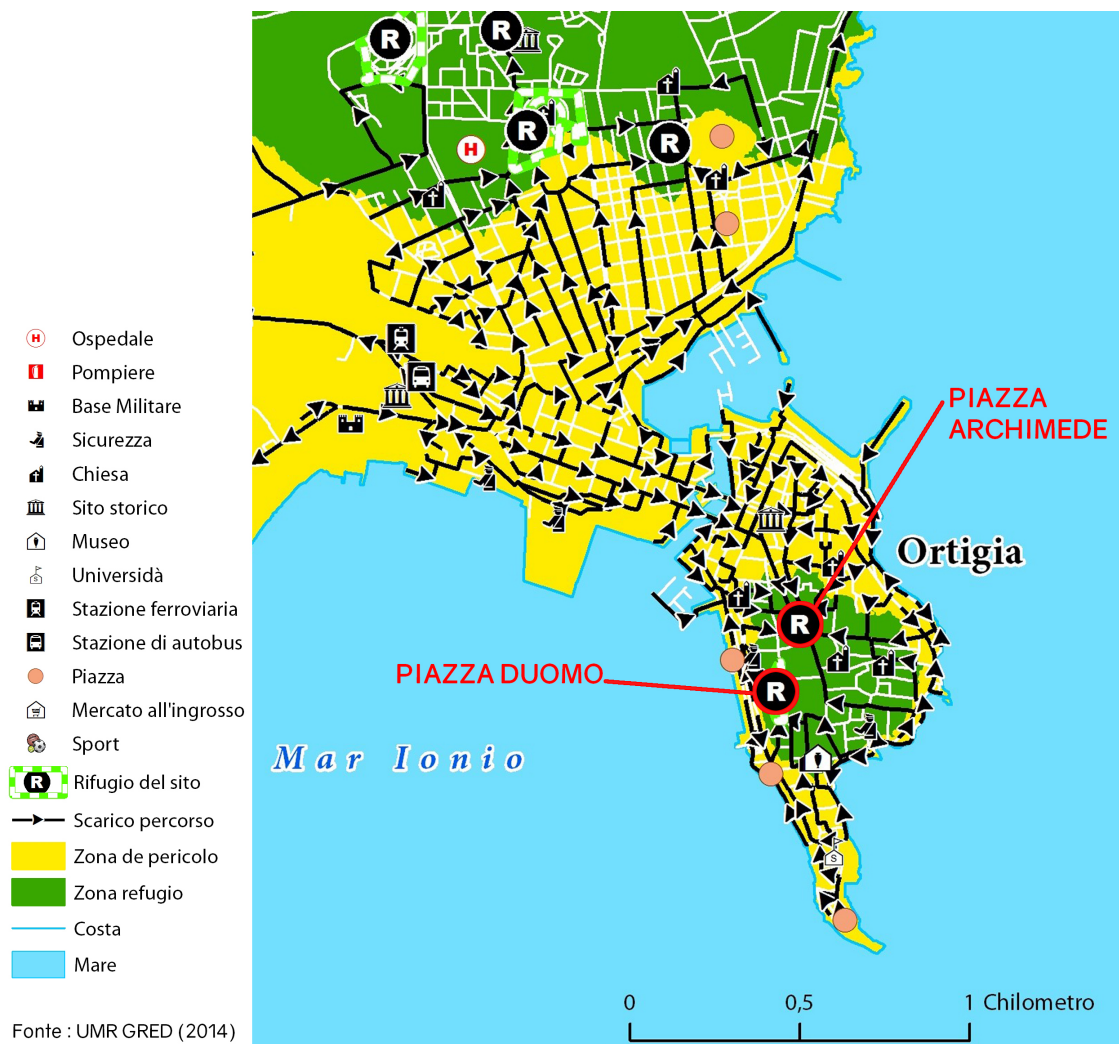 R
R
H
R
R
PIAZZA
ARCHIMEDE
Ortigia
R
PIAZZA DUOMO
R
Mar Ionio
S
0
0,5
1 Chilometro
H
Ospedale
Pompiere
Base Militare
Sicurezza
Chiesa
Sito storico
Museo
S
Universidà
Stazione ferroviaria
Stazione di autobus
Piazza
Mercato all'ingrosso
Sport
R
Rifugio del sito
Scarico percorso
Zona de pericolo
Zona refugio
Costa
Mare
Fonte : UMR GRED (2014)